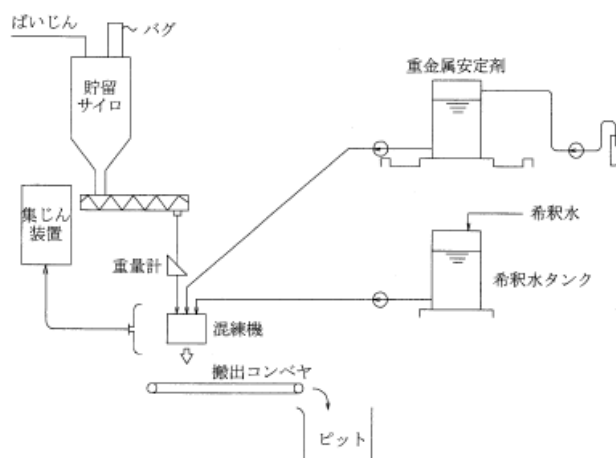 ばいじん
バグ
貯留
サイロ
重金属安定剤
集じん
装置
希釈水
重量計
希釈水タンク
混練機
搬出コンベヤ
ピット